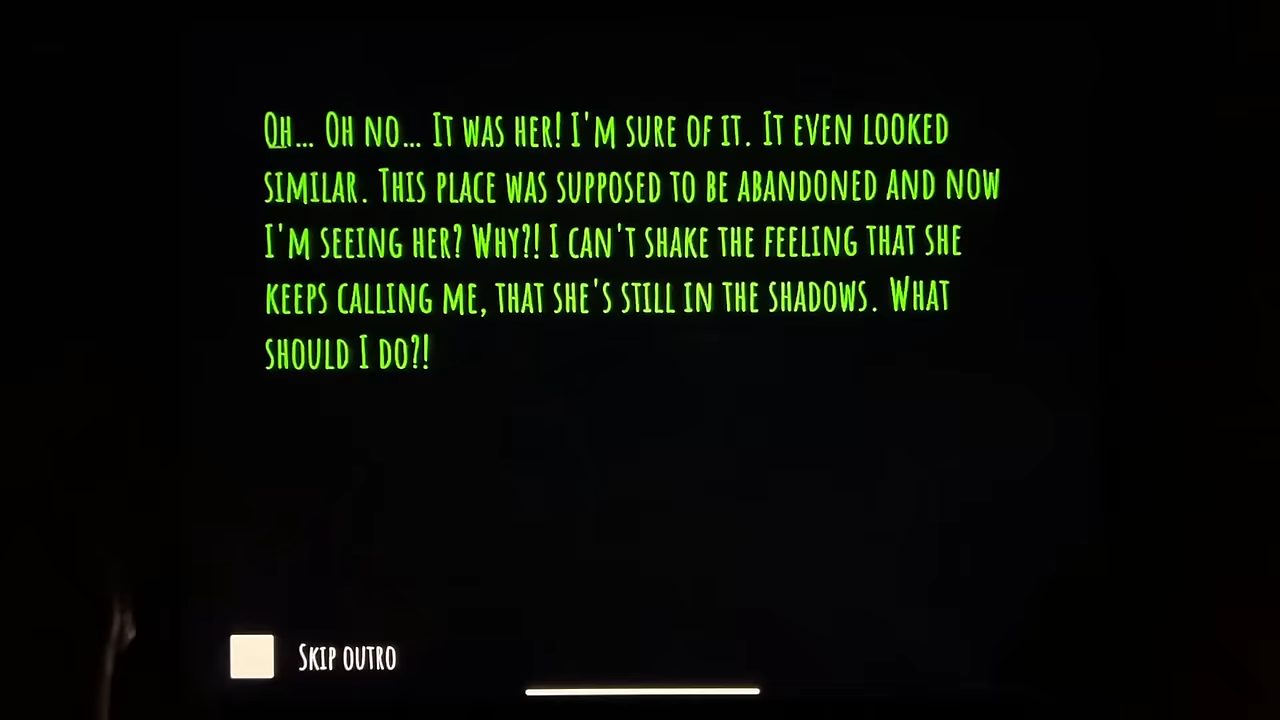 Oh... Oh no... It was her! I'm sure of it. It even looked
similar. This place was supposed to be abandoned and now
I'm seeing her? Why?! I can't shake the feeling that she
keeps calling me, that she's still in the shadows. What
should I do?!
Skip outro